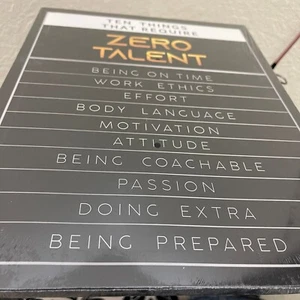 TEN THINGS
THAT REQUIRE
ZERO
TALENT
BEING ON TIME
WORK ETHICS
EFFORT
BODY LANGUAGE
MOTIVATION
ATTITUDE
BEING COACHABLE
PASSION
DOING EXTRA
BEING PREPARED